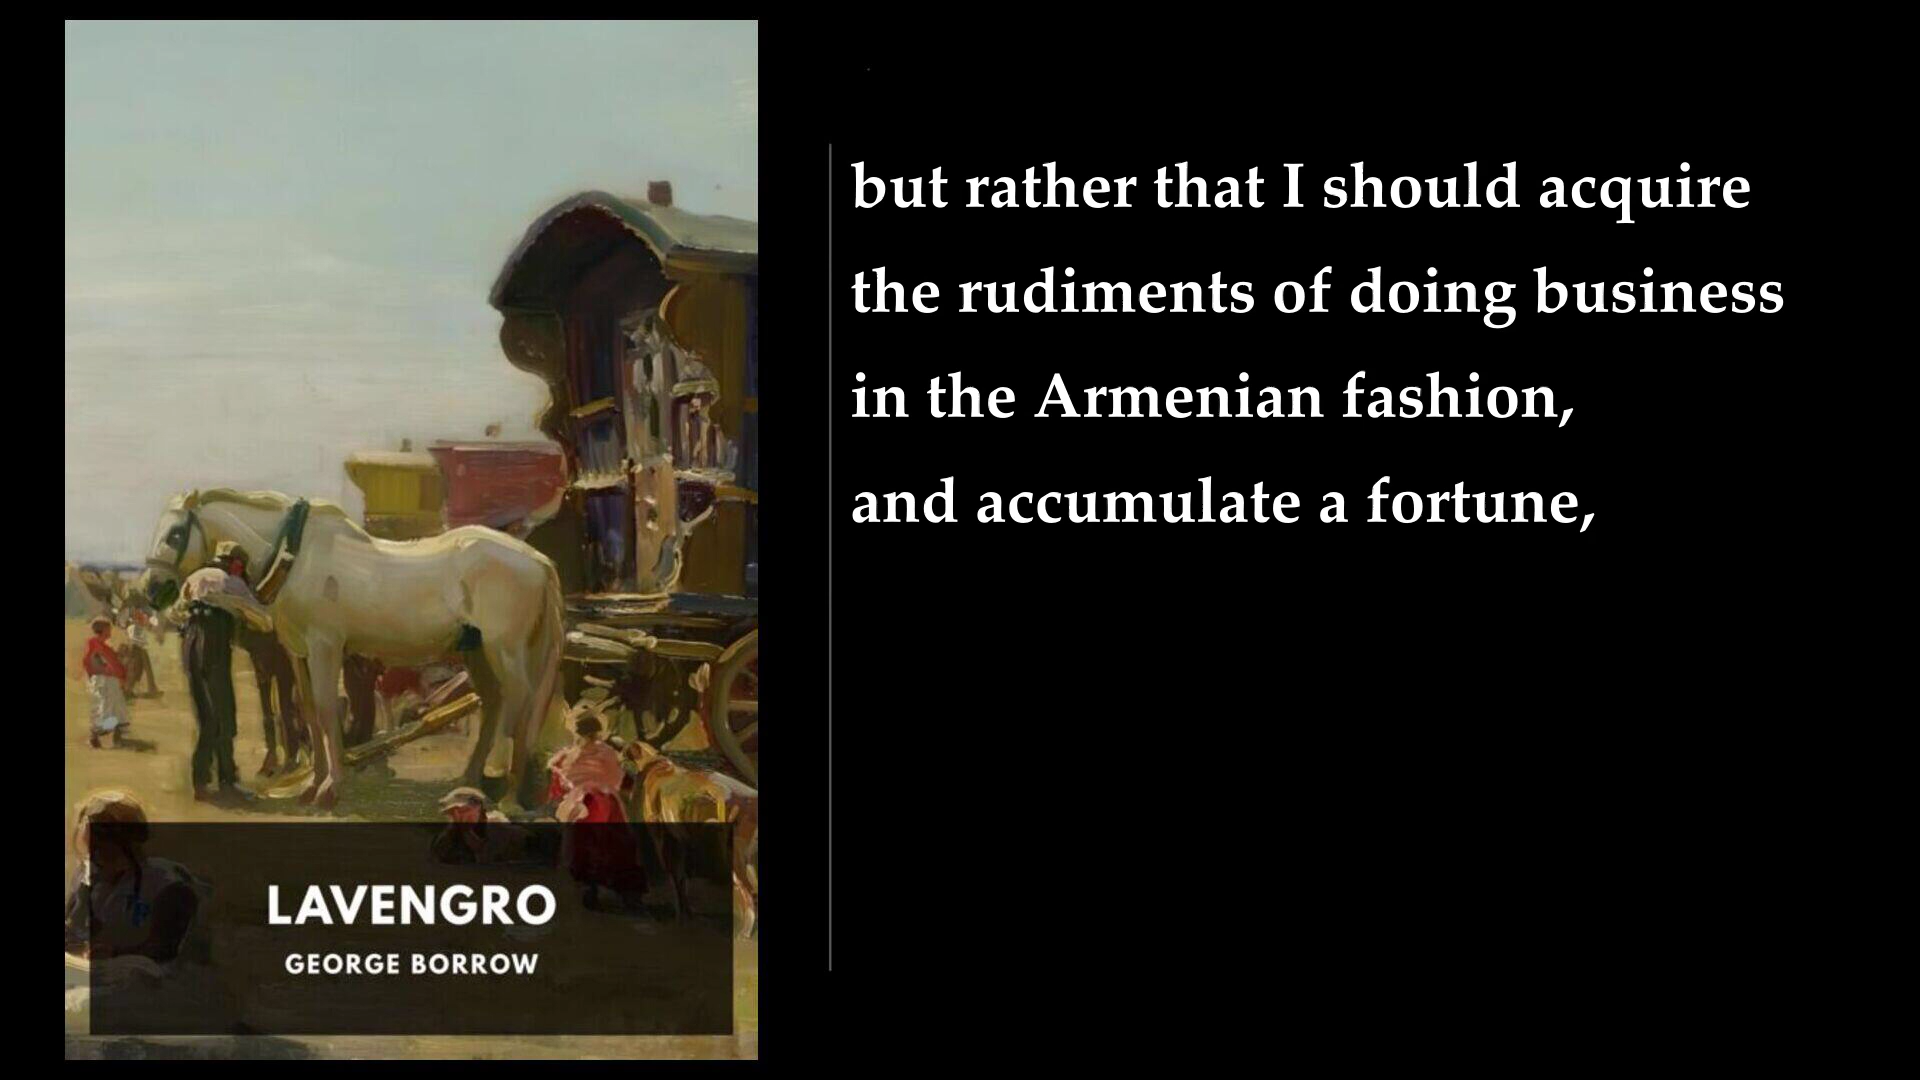 but rather that I should acquire
the rudiments of doing business
in the Armenian fashion,
and accumulate a fortune,
LAVENGRO
GEORGE BORROW